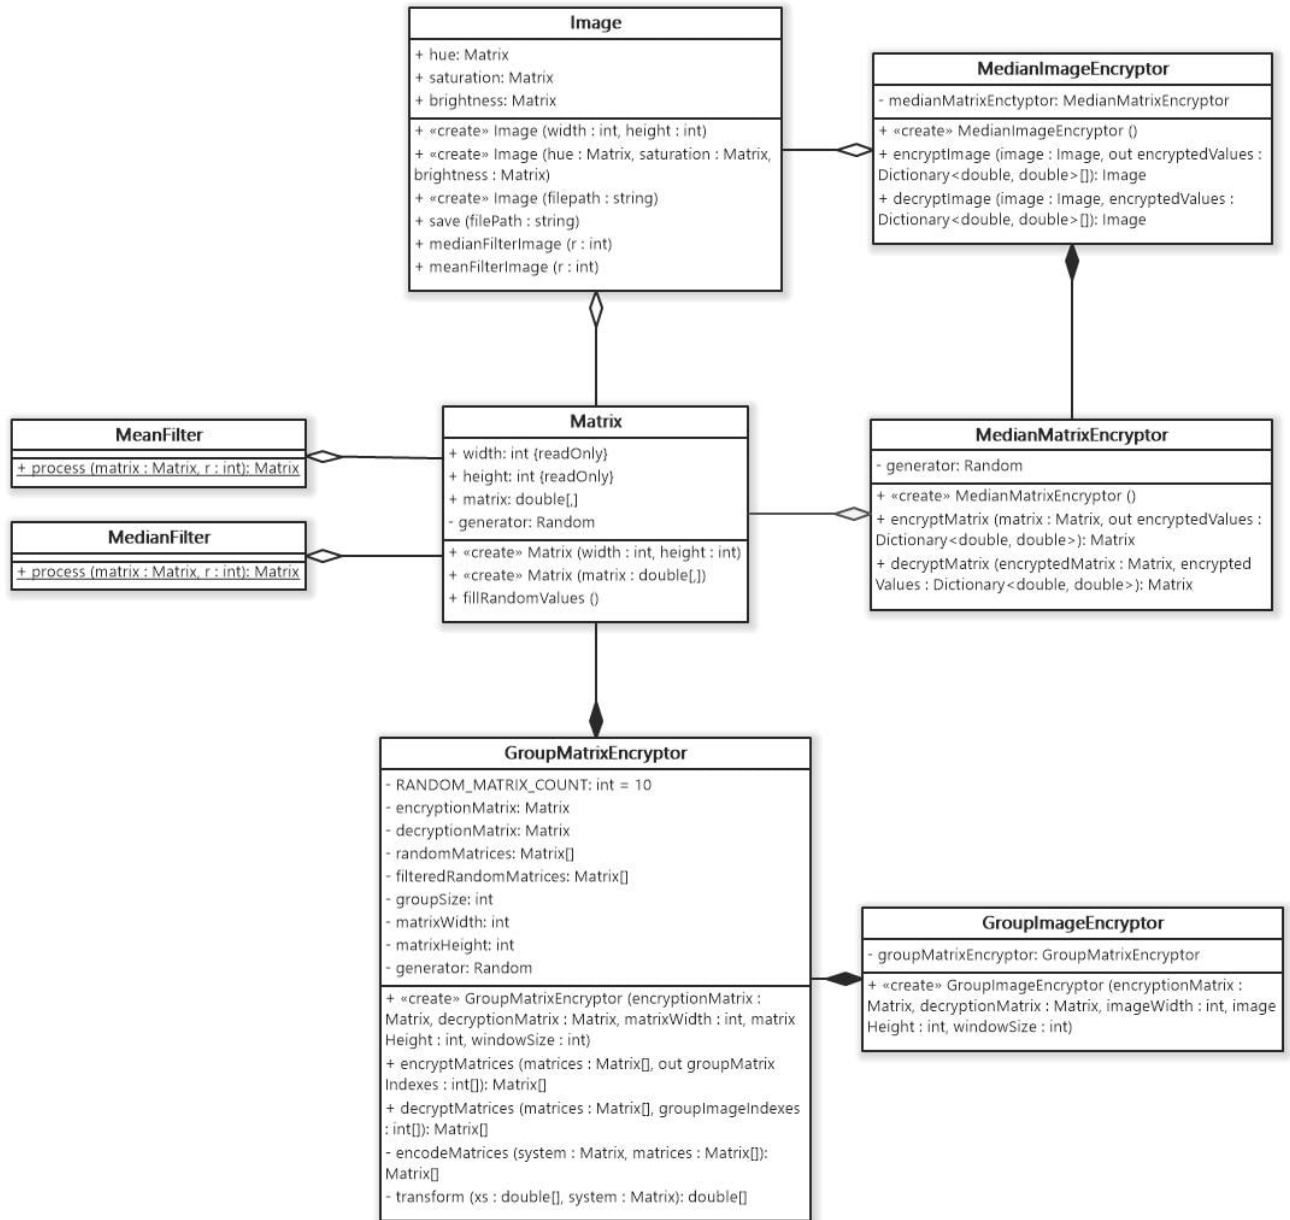 Image
+ hue: Matrix
+ saturation: Matrix
+ brightness: Matrix
+ «create» Image (width : int, height : int)
+ «create» Image (hue : Matrix, saturation : Matrix,
brightness : Matrix)
+ «create» Image (filepath : string)
+ save (filePath : string)
+ medianFilterImage (r : int)
+ meanFilterImage (r : int)
MedianImageEncryptor
- medianMatrixEnctyptor: MedianMatrixEncryptor
+ «create» MedianImageEncryptor ()
+ encryptImage (image : Image, out encryptedValues :
Dictionary<double, double>[]): Image
+ decryptImage (image : Image, encryptedValues :
Dictionary<double, double>[]): Image
MeanFilter
+ process (matrix : Matrix, r : int): Matrix
MedianFilter
+ process (matrix : Matrix, r : int): Matrix
Matrix
+ width: int {readOnly}
+ height: int {readOnly}
+ matrix: double[,]
- generator: Random
+ «create» Matrix (width : int, height : int)
+ «create» Matrix (matrix : double[,])
+ fillRandomValues ()
MedianMatrixEncryptor
- generator: Random
+ «create» MedianMatrixEncryptor ()
+ encryptMatrix (matrix : Matrix, out encryptedValues :
Dictionary<double, double>): Matrix
+ decryptMatrix (encryptedMatrix : Matrix, encrypted
Values : Dictionary<double, double>): Matrix
GroupMatrixEncryptor
- RANDOM_MATRIX_COUNT: int = 10
- encryptionMatrix: Matrix
- decryptionMatrix: Matrix
- randomMatrices: Matrix[]
- filteredRandomMatrices: Matrix[]
- groupSize: int
- matrixWidth: int
- matrixHeight: int
- generator: Random
+ «create» GroupMatrixEncryptor (encryptionMatrix :
Matrix, decryptionMatrix : Matrix, matrixWidth : int, matrix
Height : int, windowSize : int)
+ encryptMatrices (matrices : Matrix[], out groupMatrix
Indexes : int[]): Matrix[]
+ decryptMatrices (matrices : Matrix[], groupImageIndexes
: int[]): Matrix[]
- encodeMatrices (system : Matrix, matrices : Matrix[]):
Matrix[]
- transform (xs : double[], system : Matrix): double[]
GroupImageEncryptor
- groupMatrixEncryptor: GroupMatrixEncryptor
+ «create» GroupImageEncryptor (encryptionMatrix :
Matrix, decryptionMatrix : Matrix, imageWidth : int, image
Height : int, windowSize : int)